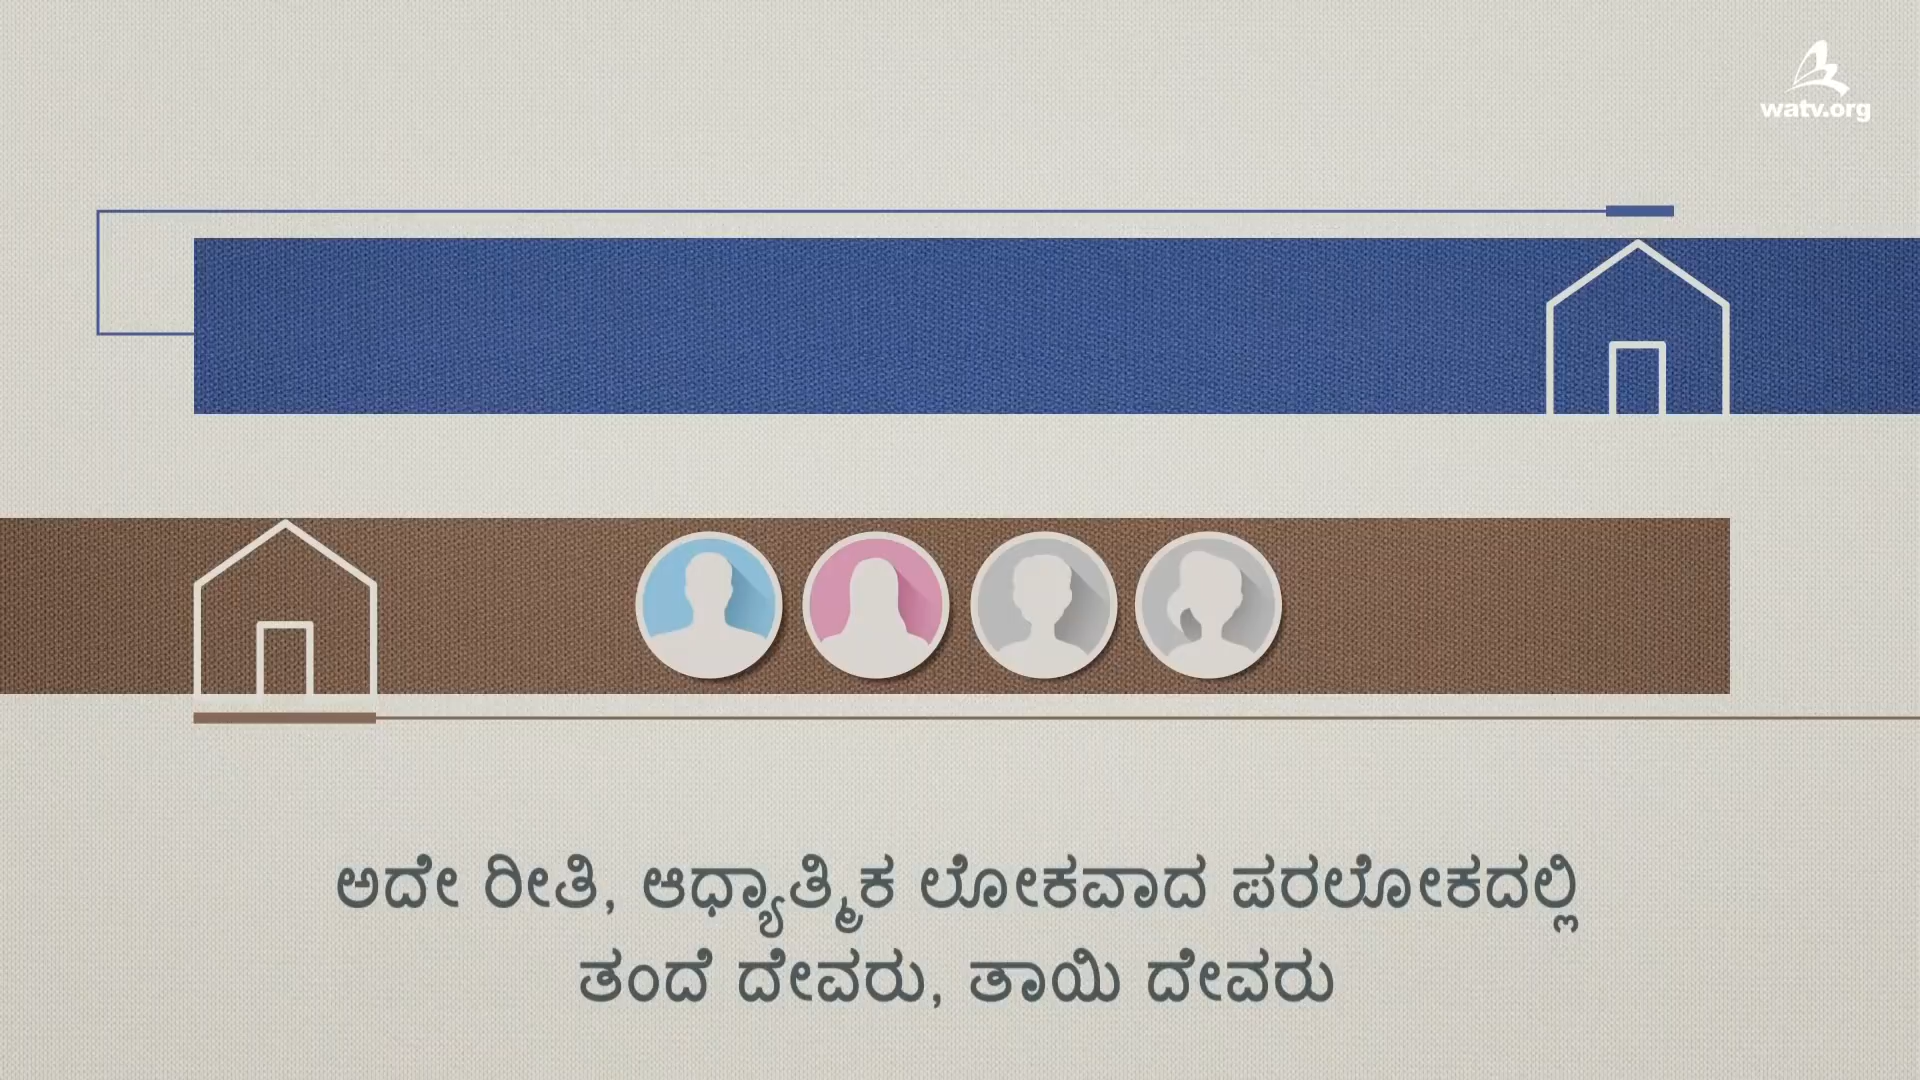 watv.org
ಅದೇ ರೀತಿ, ಆಧ್ಯಾತ್ಮಿಕ ಲೋಕವಾದ ಪರಲೋಕದಲ್ಲಿ
ತಂದೆ ದೇವರು, ತಾಯಿ ದೇವರು